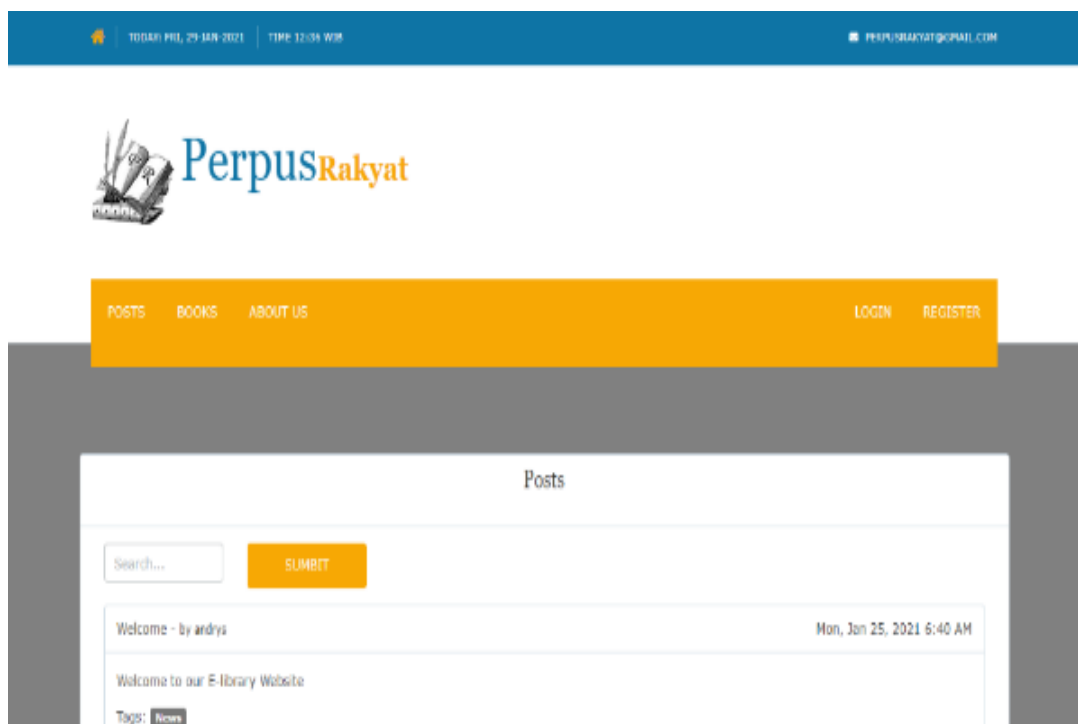 TODAY: FRI, 29-JAN-2021 TIME 12:36 WIB PERPUSRAKYAT@GMAIL.COM
PerpusRakyat
POSTS BOOKS ABOUT US LOGIN REGISTER
Posts
Search... SUMBIT
Welcome - by andrys Mon, Jan 25, 2021 6:40 AM
Welcome to our E-library Website
Tags: News